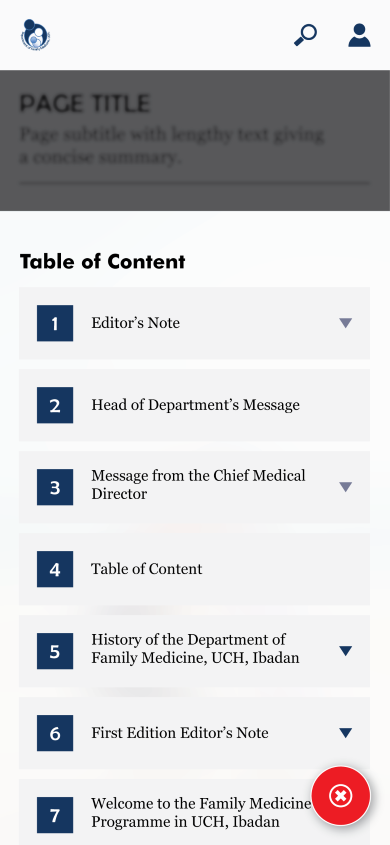 PAGE TITLE
Page subtitle with lengthy text giving
a concise summary.
Table of Content
1 Editor’s Note
2 Head of Department’s Message
3 Message from the Chief Medical
Director
4 Table of Content
5 History of the Department of
Family Medicine, UCH, Ibadan
6 First Edition Editor’s Note
7 Welcome to the Family Medicine
Programme in UCH, Ibadan